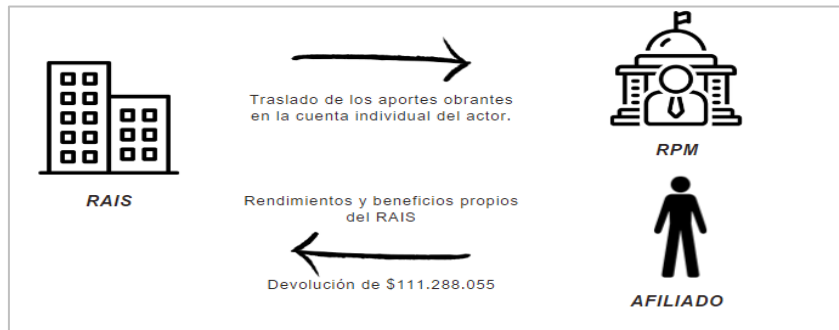 Traslado de los aportes obrantes
en la cuenta individual del actor.
RPM
RAIS
Rendimientos y beneficios propios
del RAIS
Devolución de $111.288.055
AFILIADO